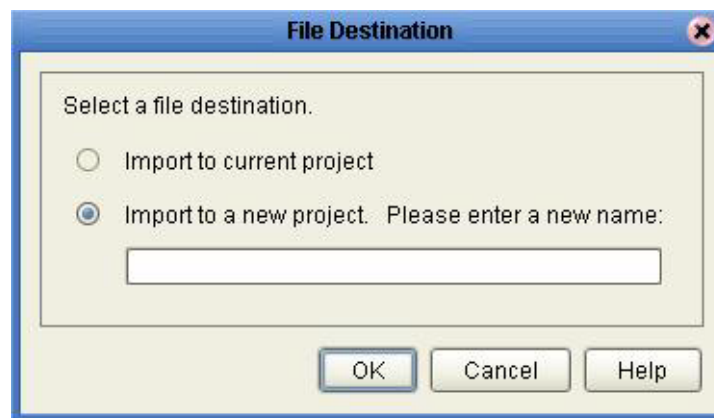 File Destination
Select a file destination.
Import to current project
Import to a new project. Please enter a new name:
OK Cancel Help